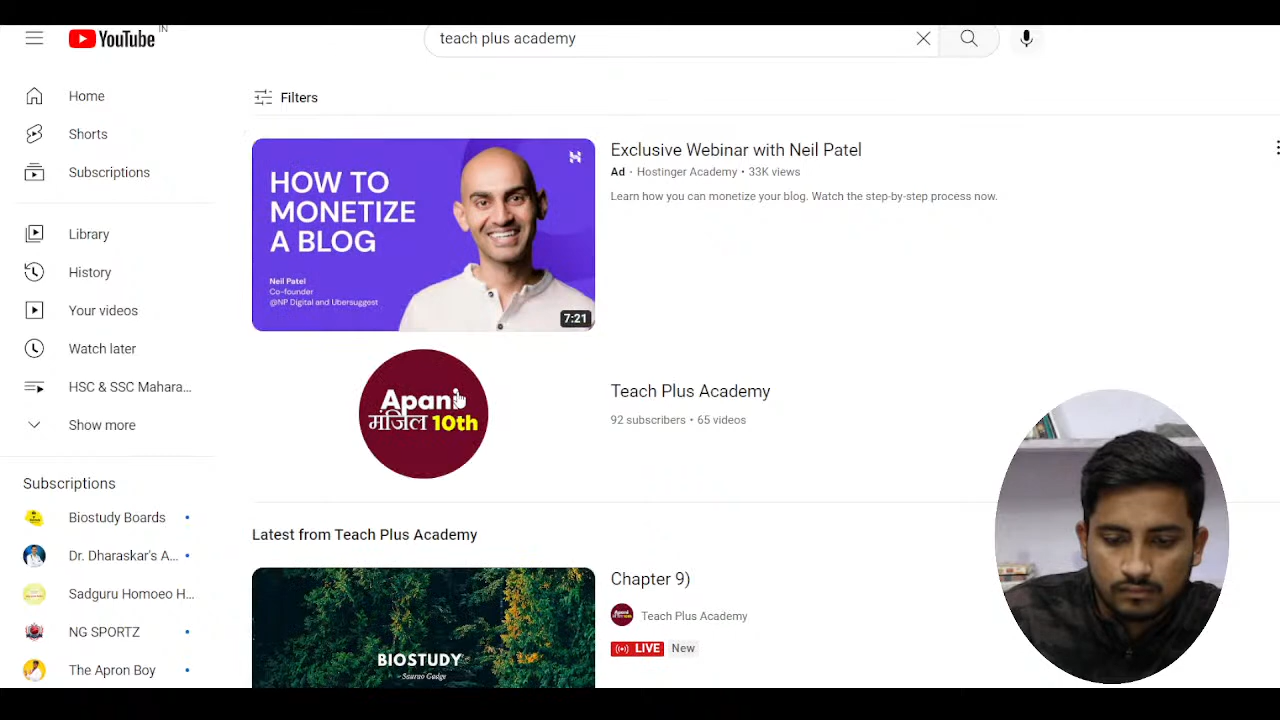 YouTube IN
teach plus academy
Home
Shorts
Subscriptions
Library
History
Your videos
Watch later
HSC & SSC Mahara...
Show more
Subscriptions
Biostudy Boards
Dr. Dharaskar's A...
Sadguru Homoeo H...
NG SPORTZ
The Apron Boy
Filters
HOW TO
MONETIZE
A BLOG
Neil Patel
Co-founder
@NP Digital and Ubersuggest
7:21
Exclusive Webinar with Neil Patel
Ad • Hostinger Academy • 33K views
Learn how you can monetize your blog. Watch the step-by-step process now.
Apani
मंजिल 10th
Teach Plus Academy
92 subscribers • 65 videos
Latest from Teach Plus Academy
BIOSTUDY
Chapter 9)
Teach Plus Academy
LIVE New